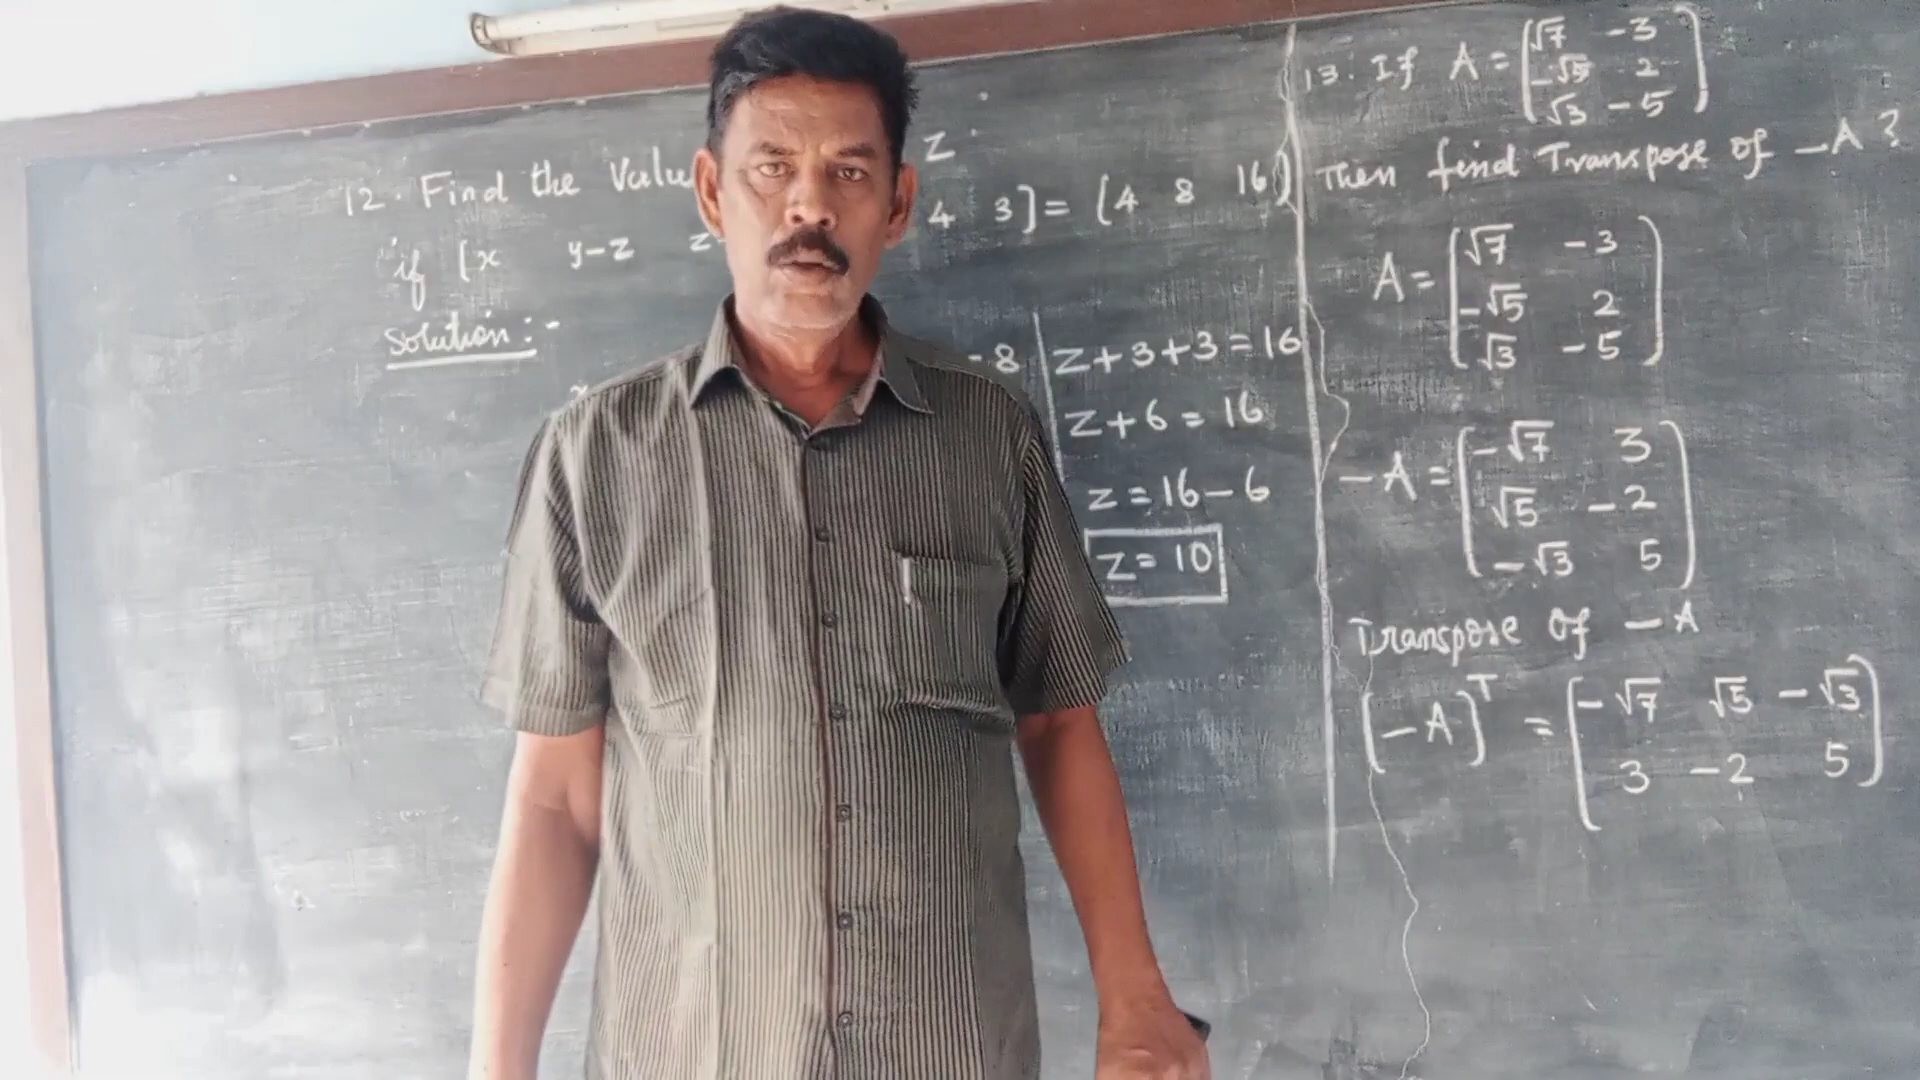 12. Find the Value Z
if [x y-z z 4 3] = (4 8 16)
Solution :-
= 8
Z+3+3 = 16
Z+6 = 16
Z = 16-6
Z = 10
13. If A = (√7 -3
-√5 2
√3 -5)
Then find Transpose of -A ?
A = (√7 -3
-√5 2
√3 -5)
-A = (-√7 3
√5 -2
-√3 5)
Transpose of -A
(-A)ᵀ = (-√7 √5 -√3
3 -2 5)